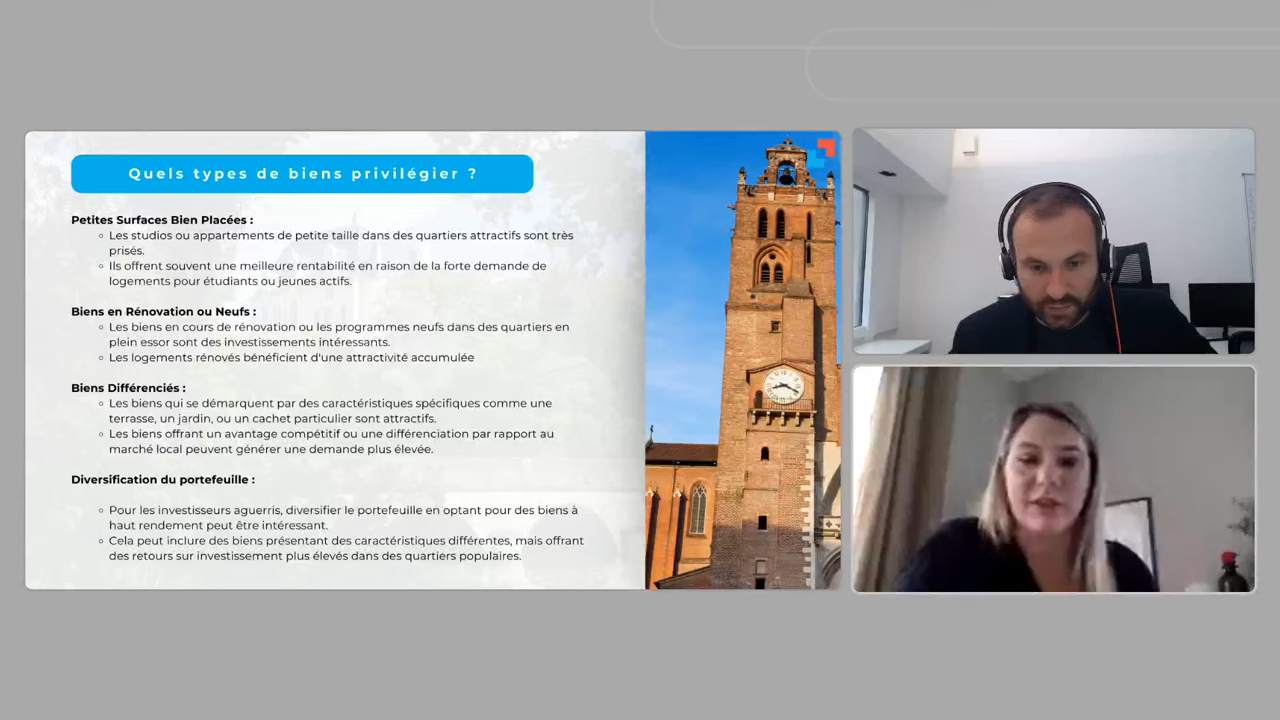 Quels types de biens privilégier ?
Petites Surfaces Bien Placées :
Les studios ou appartements de petite taille dans des quartiers attractifs sont très
prisés.
Ils offrent souvent une meilleure rentabilité en raison de la forte demande de
logements pour étudiants ou jeunes actifs.
Biens en Rénovation ou Neufs :
Les biens en cours de rénovation ou les programmes neufs dans des quartiers en
plein essor sont des investissements intéressants.
Les logements rénovés bénéficient d'une attractivité accumulée
Biens Différenciés :
Les biens qui se démarquent par des caractéristiques spécifiques comme une
terrasse, un jardin, ou un cachet particulier sont attractifs.
Les biens offrant un avantage compétitif ou une différenciation par rapport au
marché local peuvent générer une demande plus élevée.
Diversification du portefeuille :
Pour les investisseurs aguerris, diversifier le portefeuille en optant pour des biens à
haut rendement peut être intéressant.
Cela peut inclure des biens présentant des caractéristiques différentes, mais offrant
des retours sur investissement plus élevés dans des quartiers populaires.